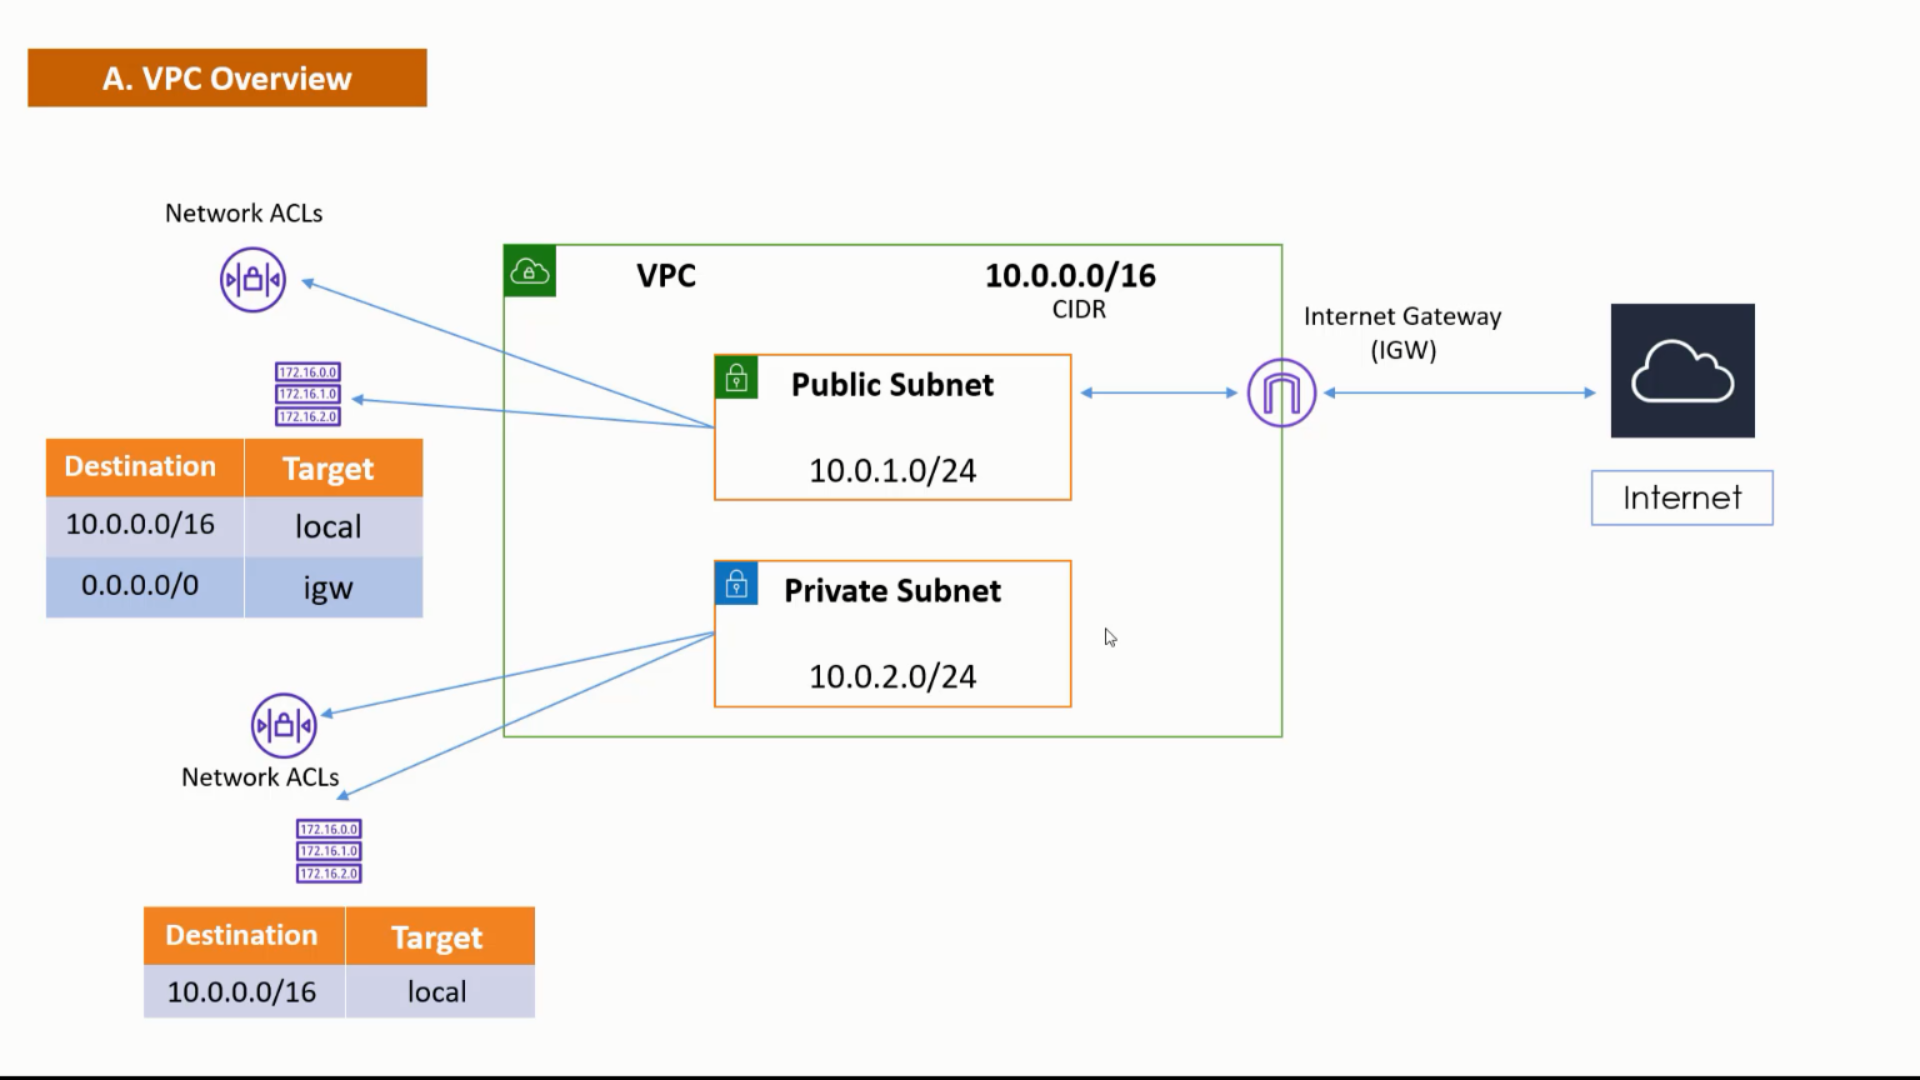 A. VPC Overview
Network ACLs
172.16.0.0
172.16.1.0
172.16.2.0
Destination Target
10.0.0.0/16 local
0.0.0.0/0 igw
VPC 10.0.0.0/16
CIDR
Public Subnet
10.0.1.0/24
Private Subnet
10.0.2.0/24
Internet Gateway
(IGW)
Internet
Network ACLs
172.16.0.0
172.16.1.0
172.16.2.0
Destination Target
10.0.0.0/16 local